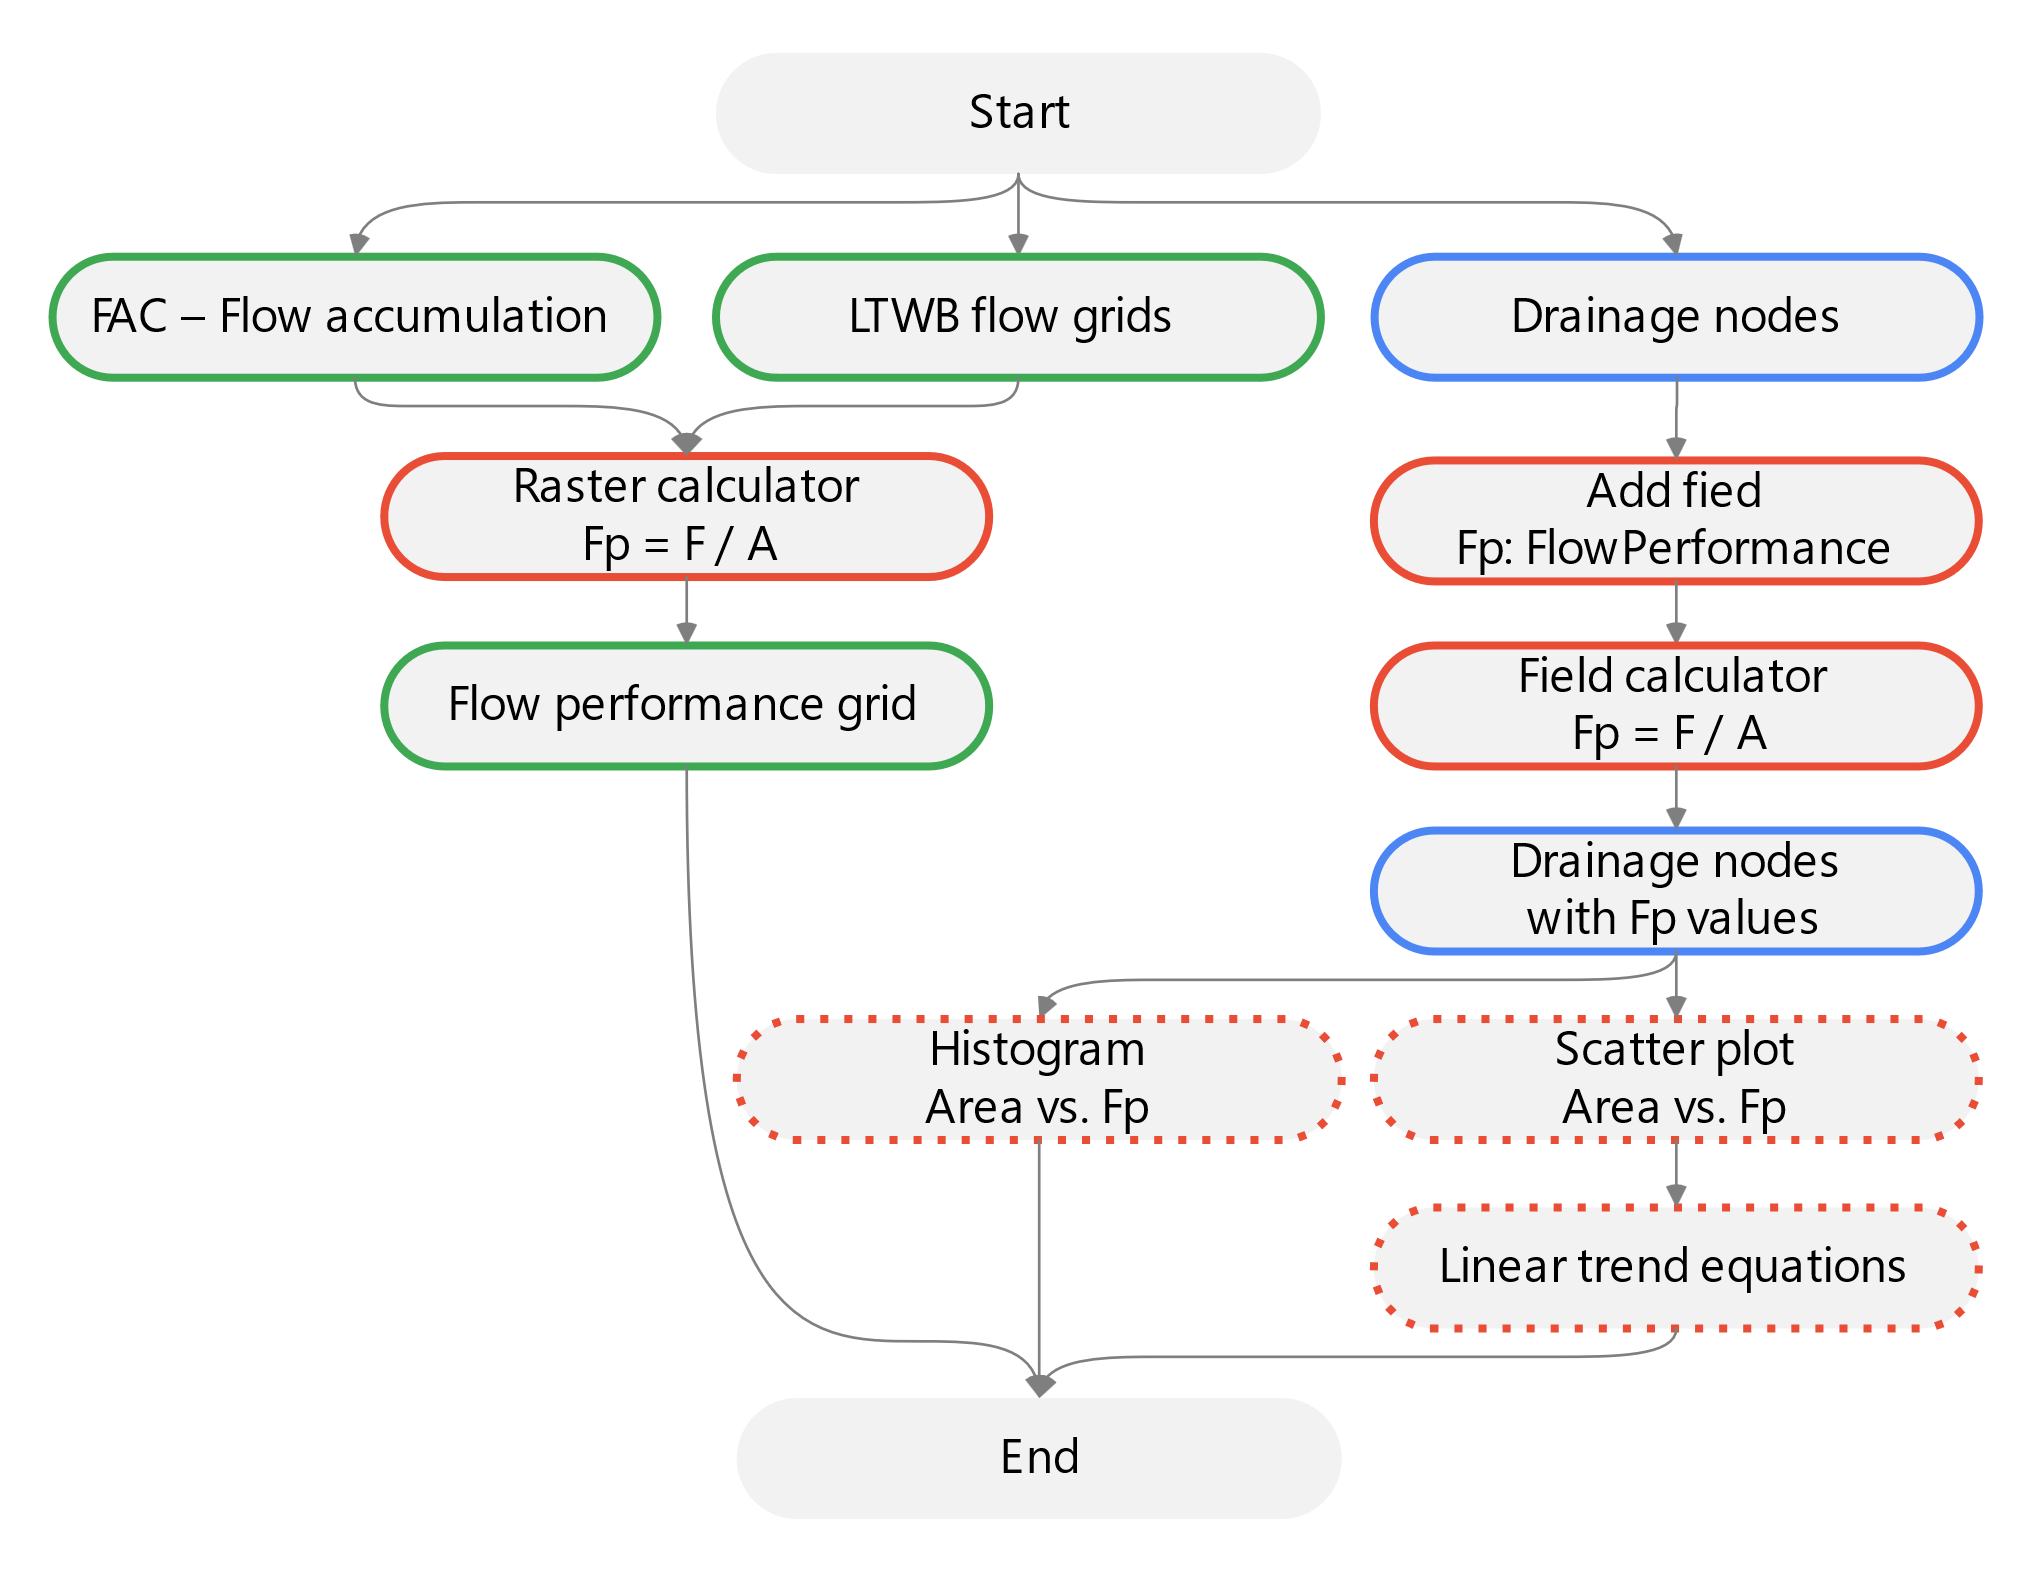 Start
FAC – Flow accumulation
LTWB flow grids
Drainage nodes
Raster calculator
Fp = F / A
Add fied
Fp: FlowPerformance
Flow performance grid
Field calculator
Fp = F / A
Drainage nodes
with Fp values
Histogram
Area vs. Fp
Scatter plot
Area vs. Fp
Linear trend equations
End